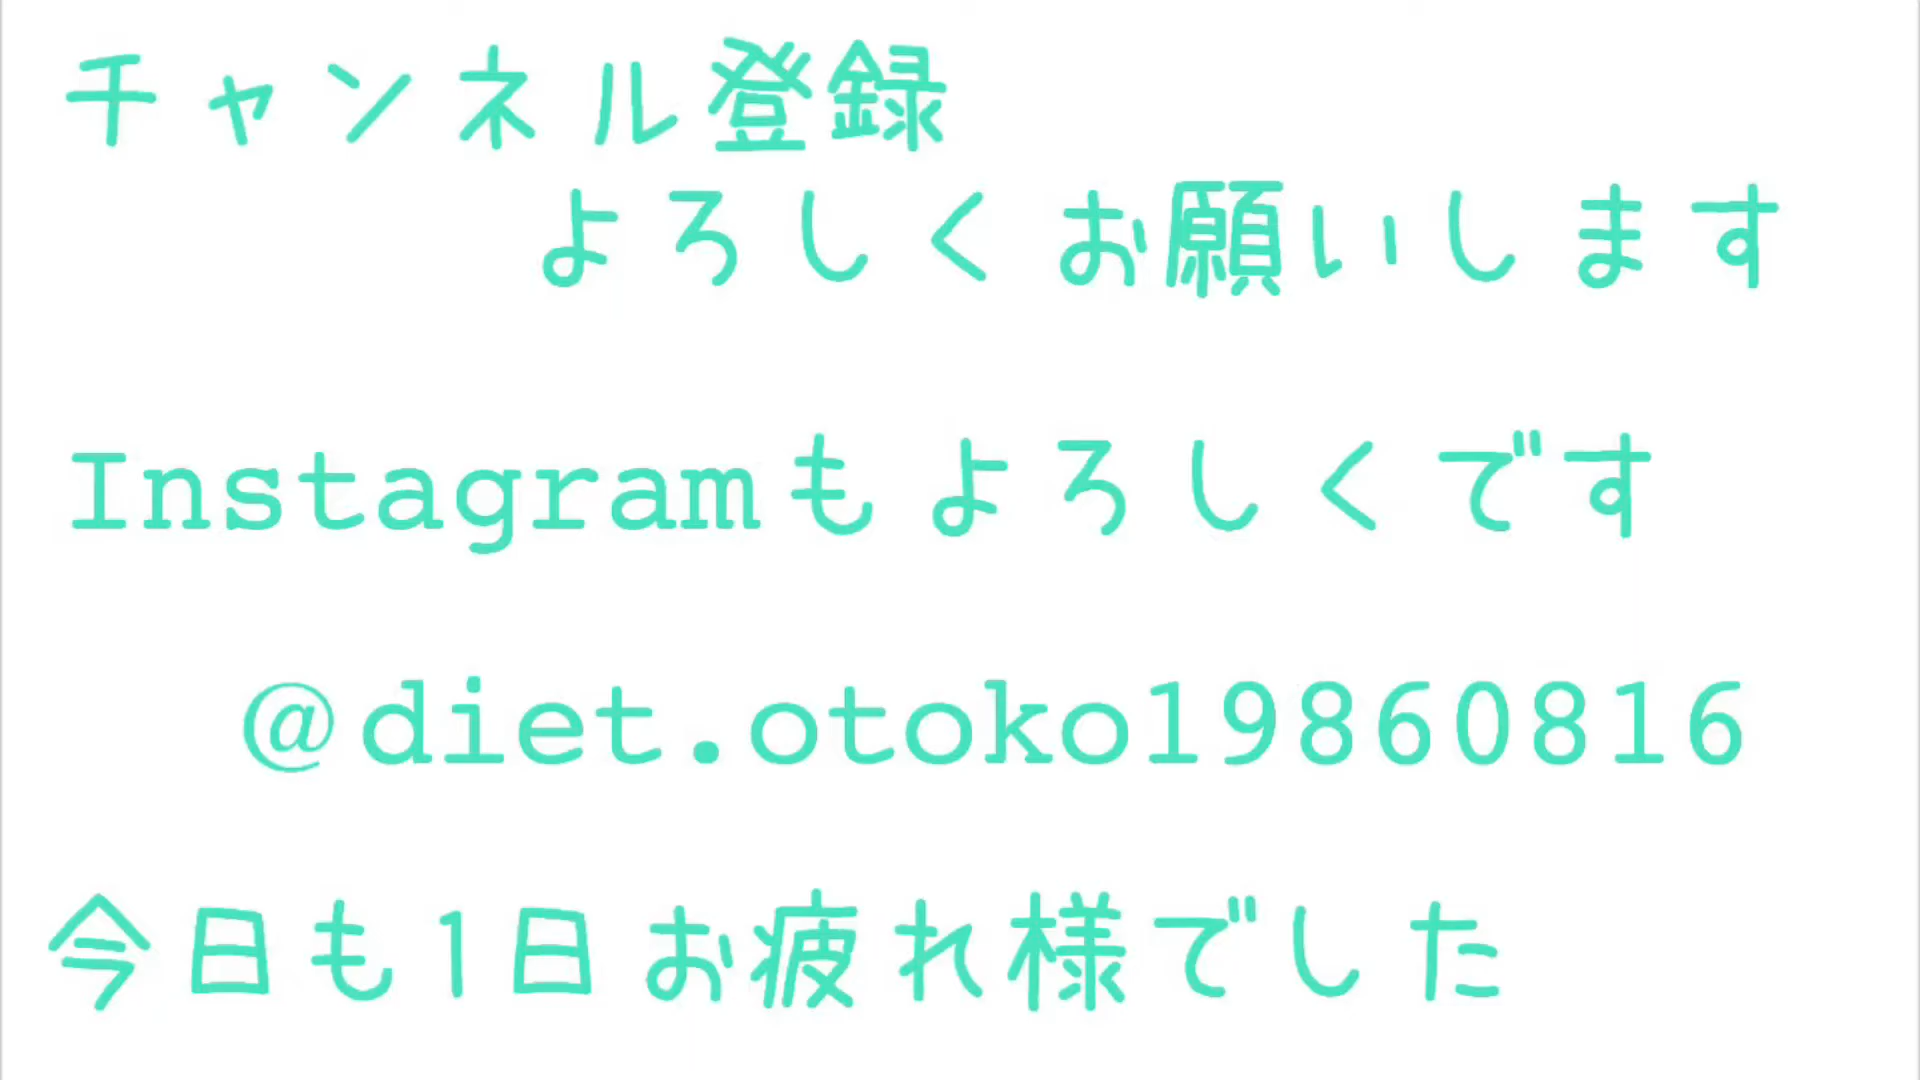 チャンネル登録
よろしくお願いします
Instagramもよろしくです
@diet.otoko19860816
今日も1日お疲れ様でした